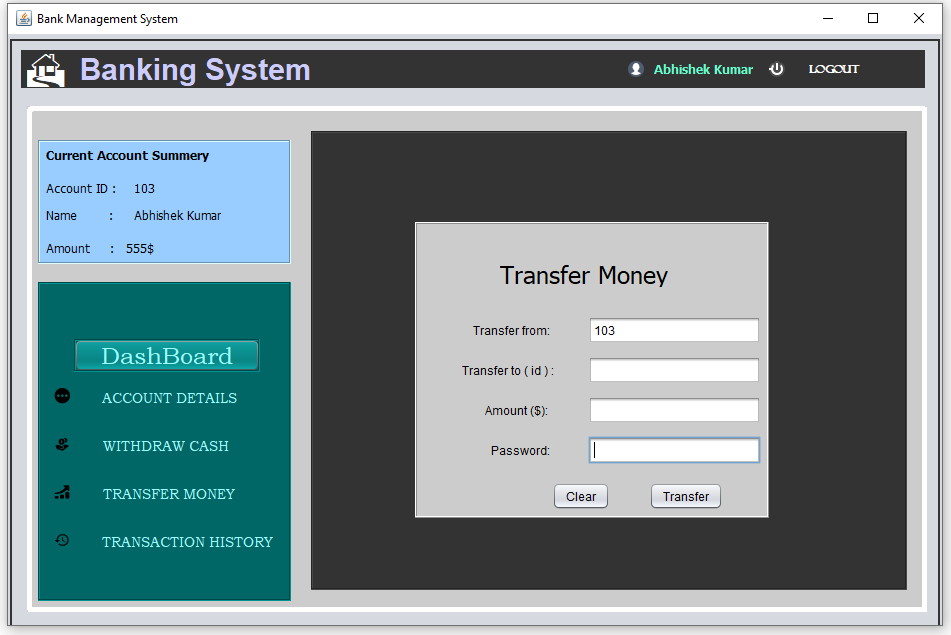 Bank Management System
Banking System
Abhishek Kumar
LOGOUT
Current Account Summery
Account ID : 103
Name : Abhishek Kumar
Amount : 555$
DashBoard
ACCOUNT DETAILS
WITHDRAW CASH
TRANSFER MONEY
TRANSACTION HISTORY
Transfer Money
Transfer from: 103
Transfer to ( id ) :
Amount ($):
Password:
Clear Transfer